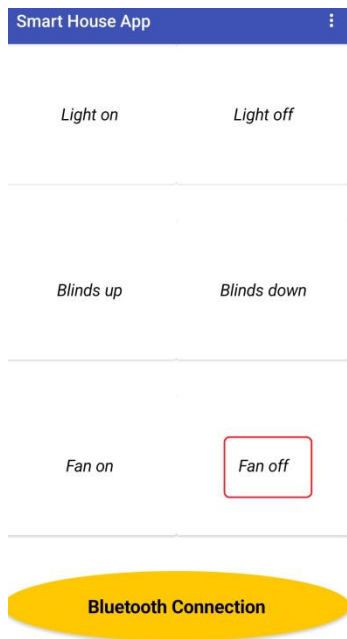 Smart House App
Light on
Light off
Blinds up
Blinds down
Fan on
Fan off
Bluetooth Connection